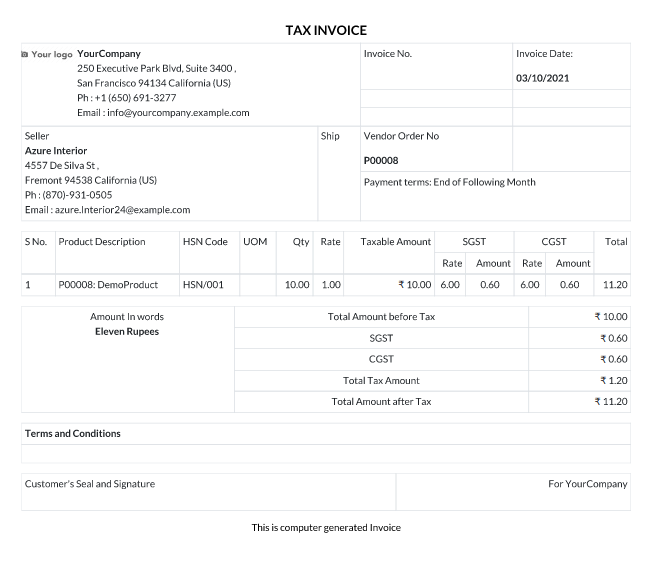 TAX INVOICE
Your logo YourCompany
250 Executive Park Blvd, Suite 3400 ,
San Francisco 94134 California (US)
Ph : +1 (650) 691-3277
Email : info@yourcompany.example.com
Invoice No. Invoice Date:
03/10/2021
Seller Ship
Azure Interior
4557 De Silva St ,
Fremont 94538 California (US)
Ph : (870)-931-0505
Email : azure.Interior24@example.com
Vendor Order No
P00008
Payment terms: End of Following Month
S No. Product Description HSN Code UOM Qty Rate Taxable Amount SGST CGST Total
Rate Amount Rate Amount
1 P00008: DemoProduct HSN/001 10.00 1.00 ₹ 10.00 6.00 0.60 6.00 0.60 11.20
Amount In words
Eleven Rupees
Total Amount before Tax ₹ 10.00
SGST ₹ 0.60
CGST ₹ 0.60
Total Tax Amount ₹ 1.20
Total Amount after Tax ₹ 11.20
Terms and Conditions
Customer's Seal and Signature For YourCompany
This is computer generated Invoice